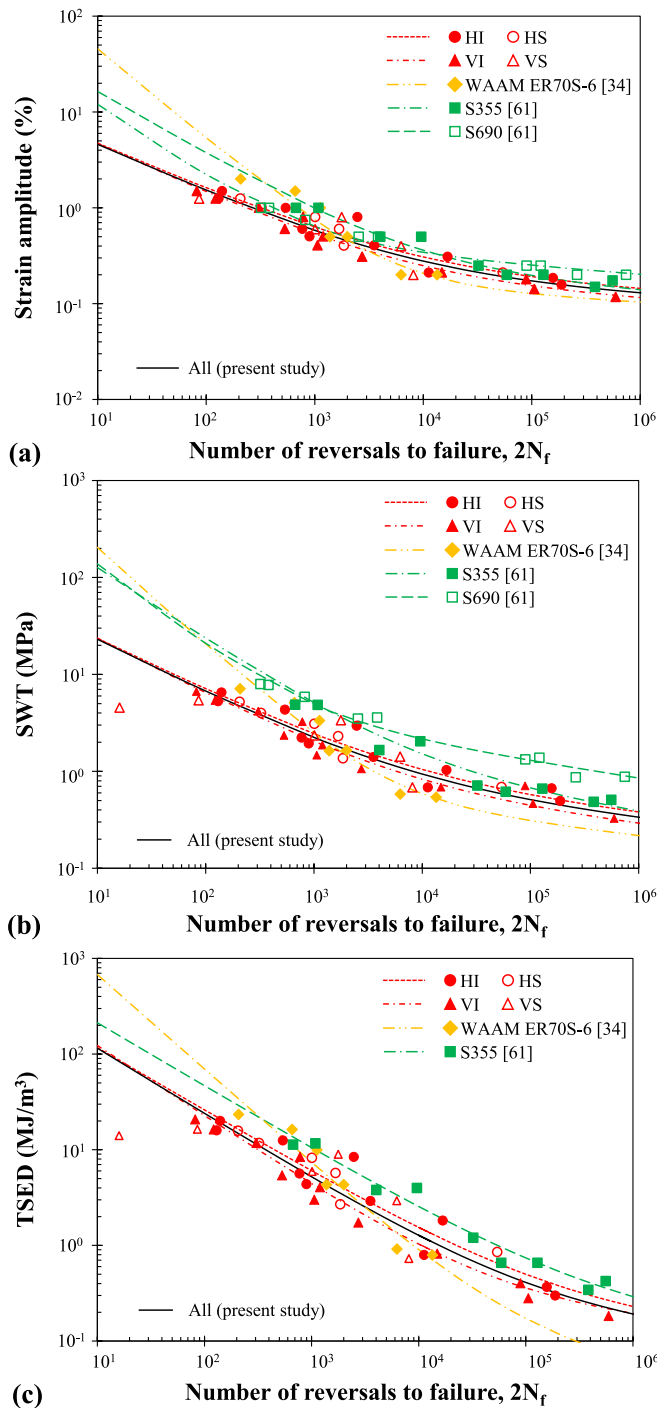 10²
HI HS
VI VS
WAAM ER70S-6 [34]
10¹
S355 [61]
S690 [61]
10⁰
10⁻¹
All (present study)
10⁻²
10¹ 10² 10³ 10⁴ 10⁵ 10⁶
Strain amplitude (%)
Number of reversals to failure, 2Nf
(a)
10³
HI HS
VI VS
WAAM ER70S-6 [34]
10²
S355 [61]
S690 [61]
10¹
10⁰
All (present study)
10⁻¹
10¹ 10² 10³ 10⁴ 10⁵ 10⁶
SWT (MPa)
Number of reversals to failure, 2Nf
(b)
10³
HI HS
VI VS
WAAM ER70S-6 [34]
10²
S355 [61]
10¹
10⁰
All (present study)
10⁻¹
10¹ 10² 10³ 10⁴ 10⁵ 10⁶
TSED (MJ/m³)
Number of reversals to failure, 2Nf
(c)